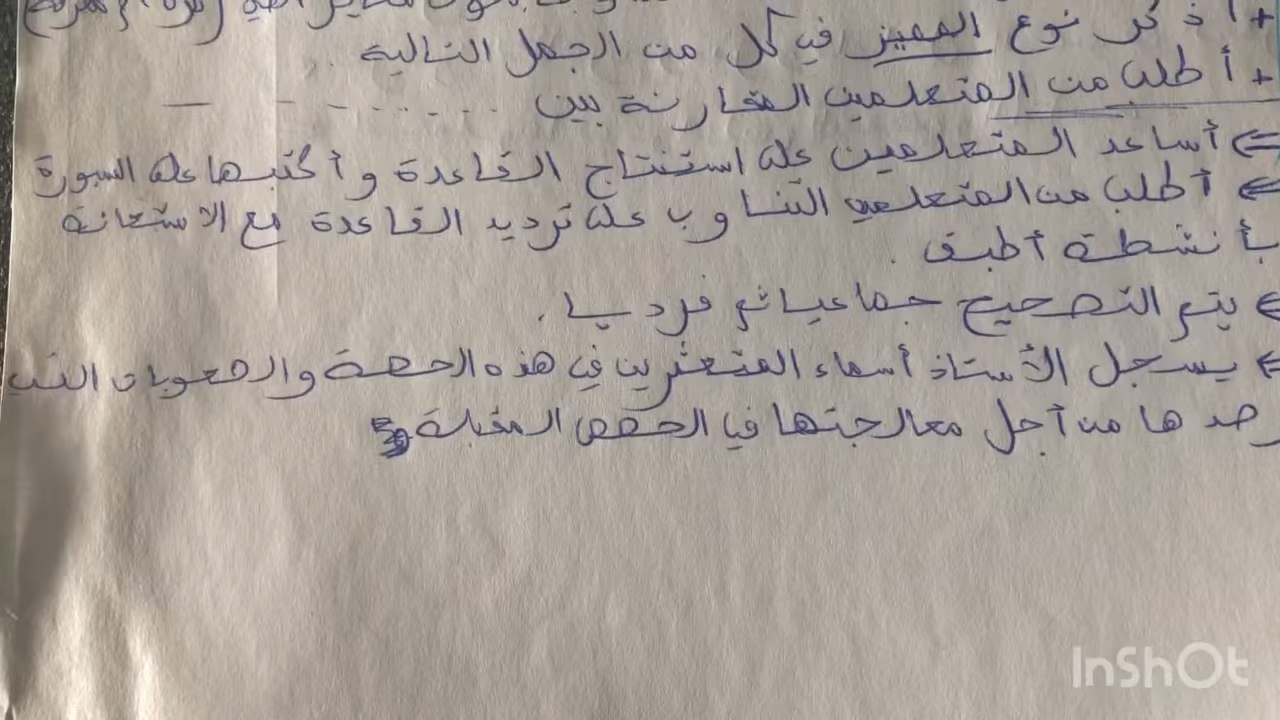 + أذكر نوع المميز في كل من الجمل التالية ..
+ أطلب من المتعلمين المقارنة بين ........ - -
⇐ أساعد المتعلمين على استنتاج القاعدة وأكتبها على السبورة
⇐ أطلب من المتعلمين التناوب على ترديد القاعدة مع الاستعانة
بأنشطة أطبق .
⇐ يتم التصحيح جماعيا ثم فرديا .
⇐ يسجل الأستاذ أسماء المتعثرين في هذه الحصة والصعوبات التي
رصدها من أجل معالجتها في الحصص المقبلة
InShOt